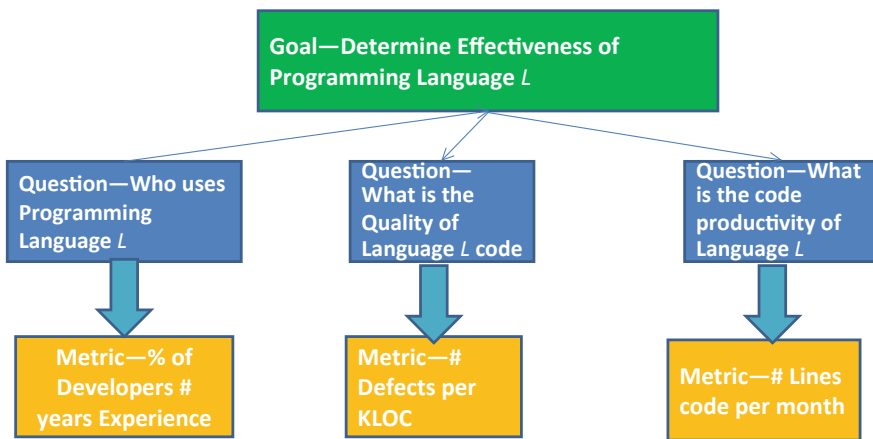 Goal—Determine Effectiveness of
Programming Language L
Question—Who uses
Programming
Language L
Question—
What is the
Quality of
Language L code
Question—What
is the code
productivity of
Language L
Metric—% of
Developers #
years Experience
Metric—#
Defects per
KLOC
Metric—# Lines
code per month